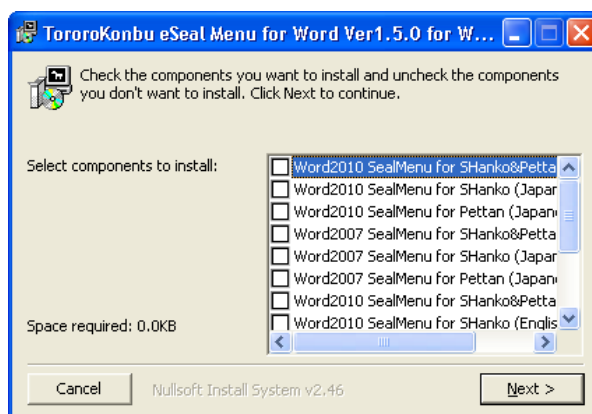 TororoKonbu eSeal Menu for Word Ver1.5.0 for W...
Check the components you want to install and uncheck the components
you don't want to install. Click Next to continue.
Select components to install:
Word2010 SealMenu for SHanko&Petta
Word2010 SealMenu for SHanko (Japar
Word2010 SealMenu for Pettan (Japan
Word2007 SealMenu for SHanko&Petta
Word2007 SealMenu for SHanko (Japar
Word2007 SealMenu for Pettan (Japan
Word2010 SealMenu for SHanko&Petta
Word2010 SealMenu for SHanko (Englis
Space required: 0.0KB
Cancel
Nullsoft Install System v2.46
Next >